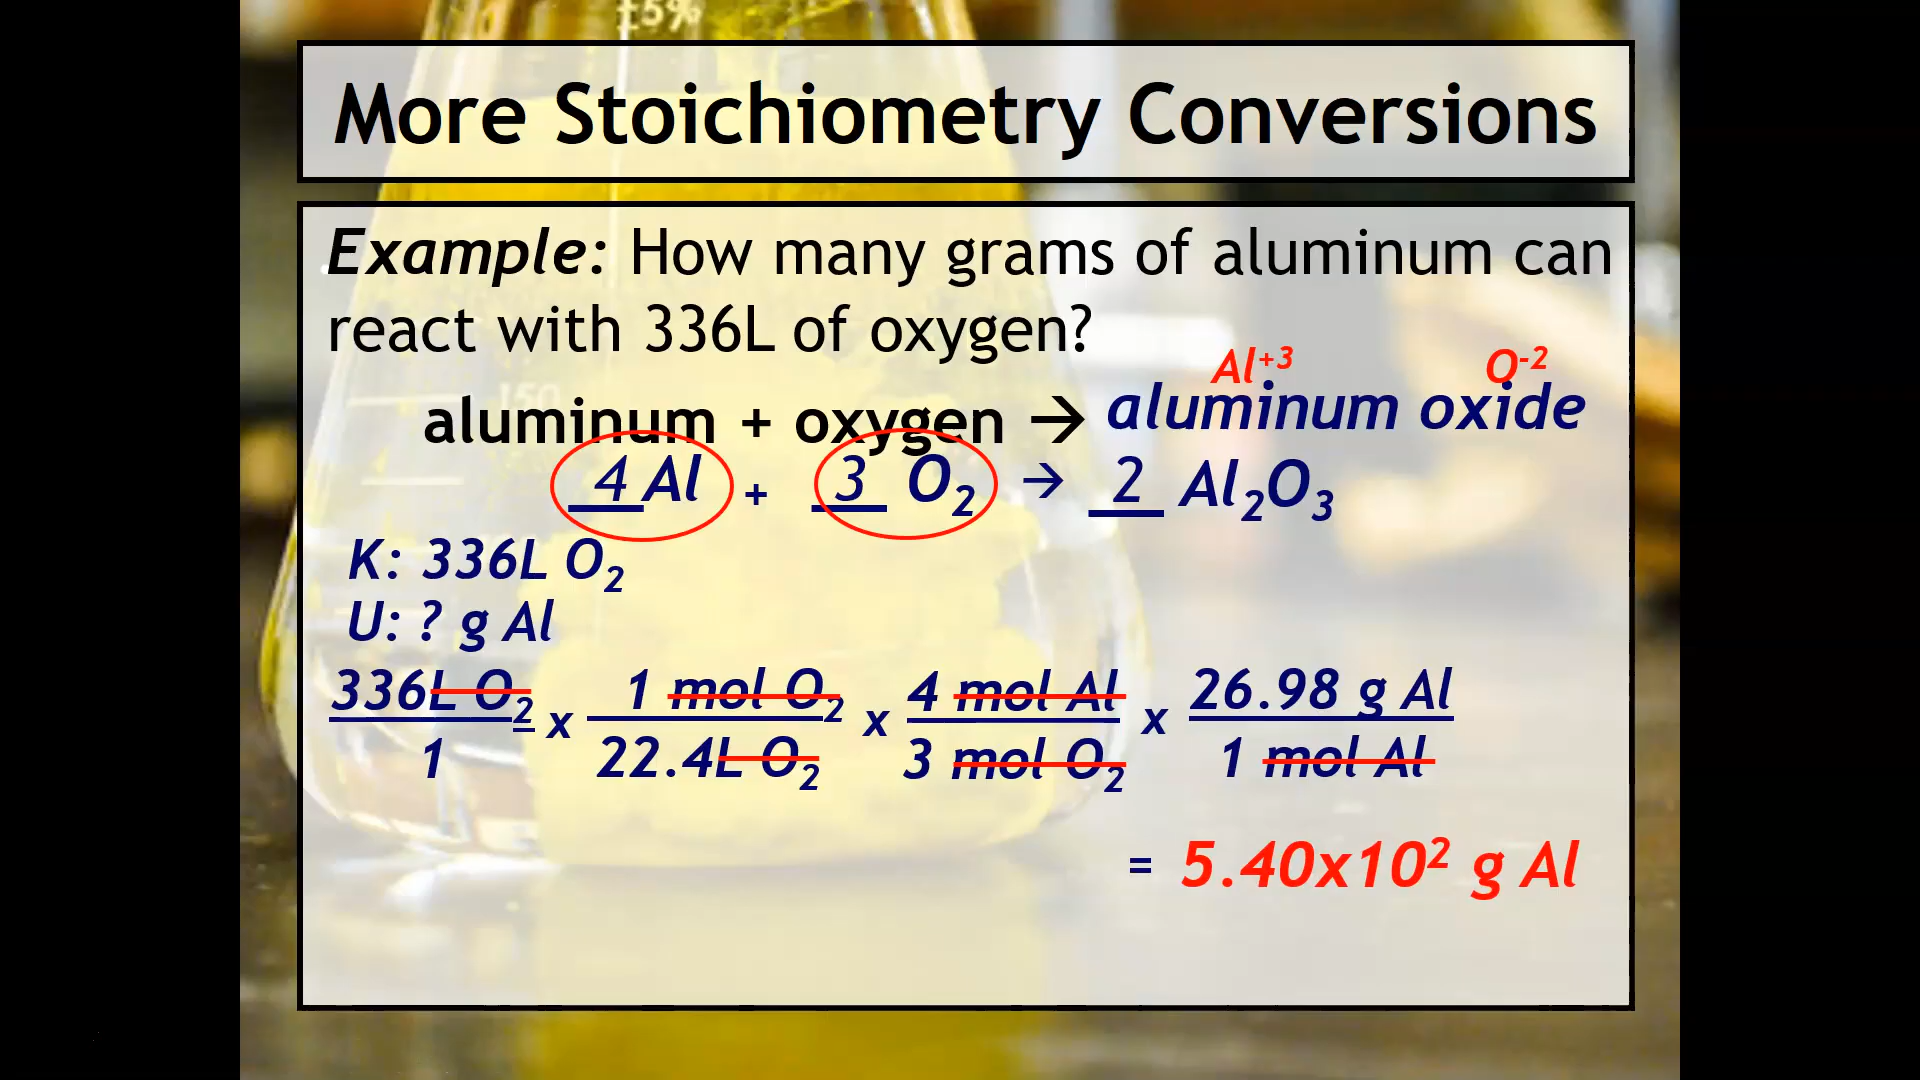 ±5%
More Stoichiometry Conversions
Example: How many grams of aluminum can
react with 336L of oxygen?
Al⁺³ O⁻²
aluminum + oxygen → aluminum oxide
4 Al + 3 O₂ → 2 Al₂O₃
150
K: 336L O₂
U: ? g Al
336L O₂ x 1 mol O₂ x 4 mol Al x 26.98 g Al
1 22.4L O₂ 3 mol O₂ 1 mol Al
= 5.40x10² g Al